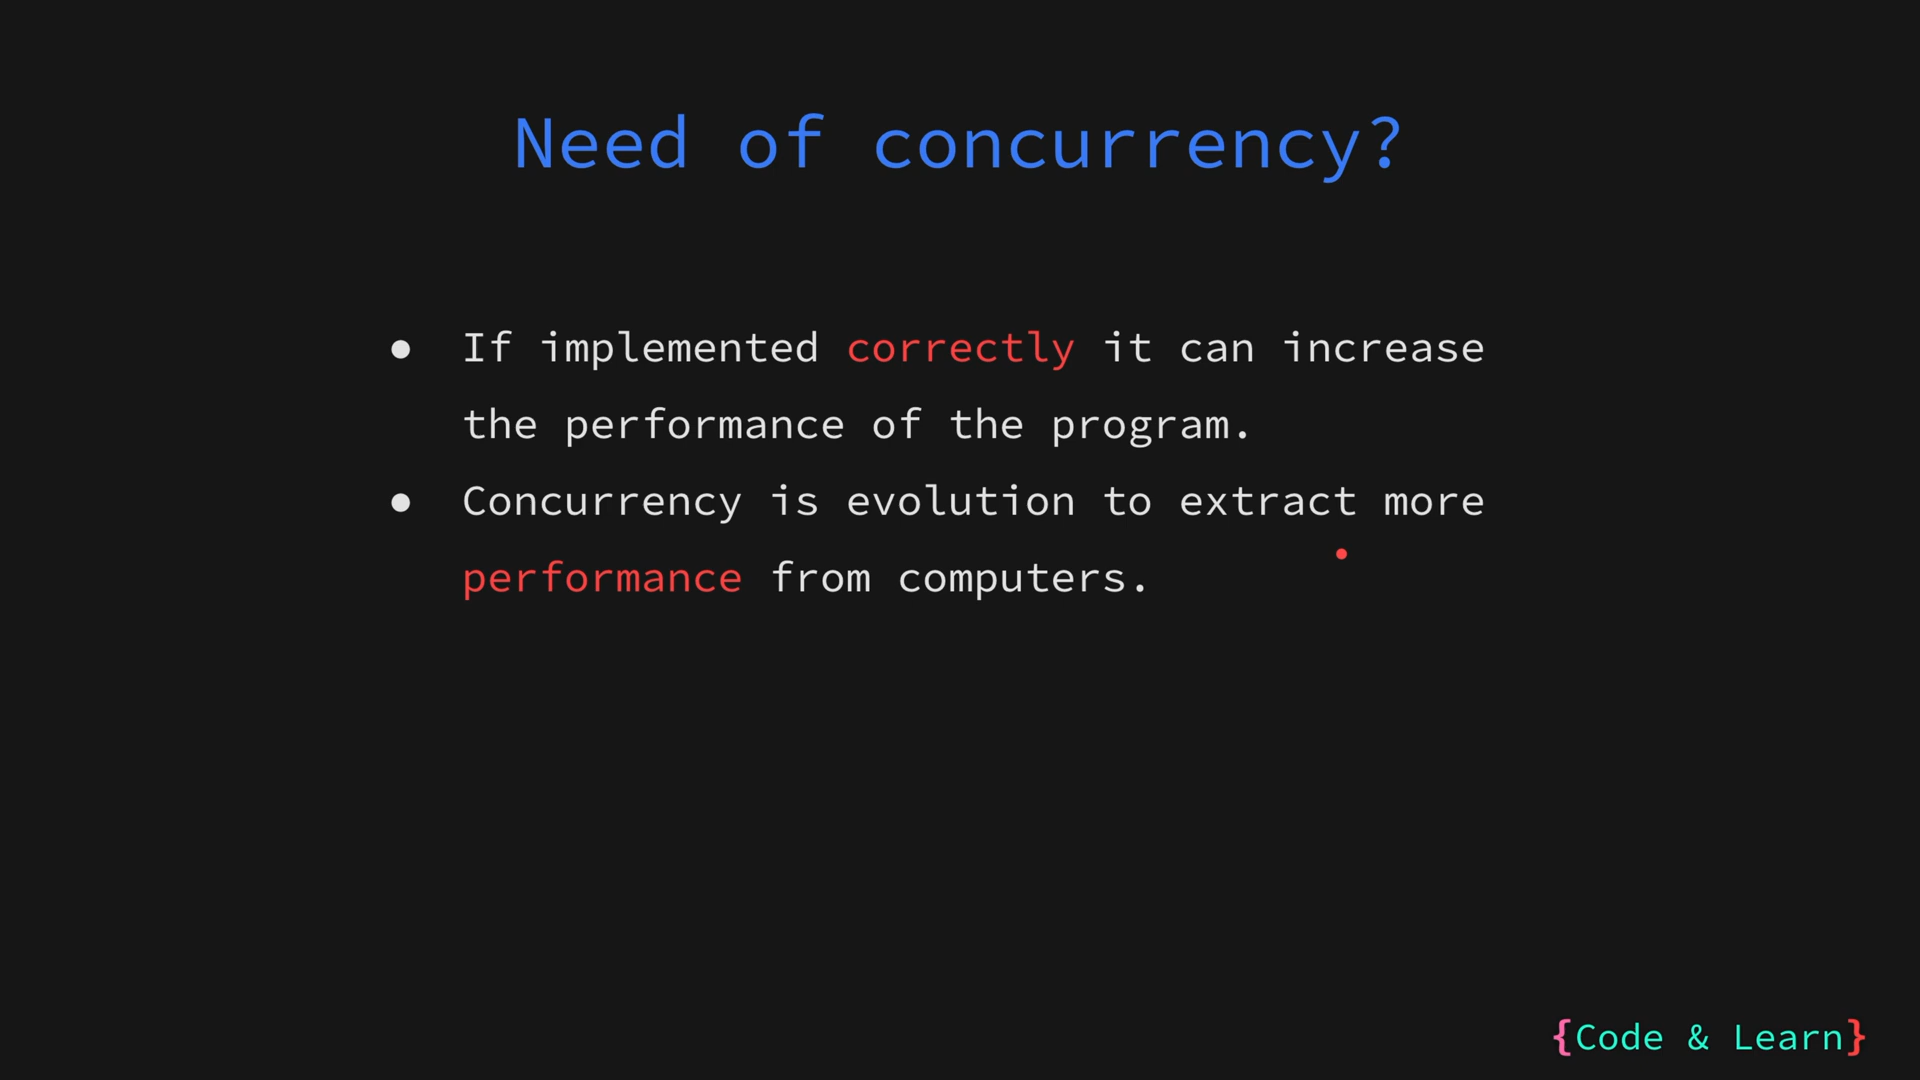 Need of concurrency?
● If implemented correctly it can increase
the performance of the program.
● Concurrency is evolution to extract more
performance from computers.
{Code & Learn}